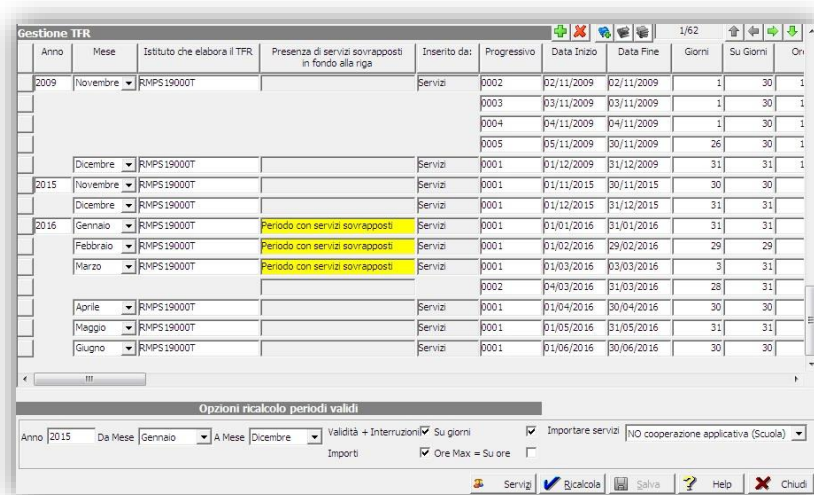 Gestione TFR 1/62
Anno Mese Istituto che elabora il TFR Presenza di servizi sovrapposti in fondo alla riga Inserito da: Progressivo Data Inizio Data Fine Giorni Su Giorni Or
2009 Novembre RMPS19000T Servizi 0002 02/11/2009 02/11/2009 1 30 1
0003 03/11/2009 03/11/2009 1 30 1
0004 04/11/2009 04/11/2009 1 30 1
0005 05/11/2009 30/11/2009 26 30 1
Dicembre RMPS19000T Servizi 0001 01/12/2009 31/12/2009 31 31 1
2015 Novembre RMPS19000T Servizi 0001 01/11/2015 30/11/2015 30 30
Dicembre RMPS19000T Servizi 0001 01/12/2015 31/12/2015 31 31
2016 Gennaio RMPS19000T Periodo con servizi sovrapposti Servizi 0001 01/01/2016 31/01/2016 31 31
Febbraio RMPS19000T Periodo con servizi sovrapposti Servizi 0001 01/02/2016 29/02/2016 29 29
Marzo RMPS19000T Periodo con servizi sovrapposti Servizi 0001 01/03/2016 03/03/2016 3 31
0002 04/03/2016 31/03/2016 28 31
Aprile RMPS19000T Servizi 0001 01/04/2016 30/04/2016 30 30
Maggio RMPS19000T Servizi 0001 01/05/2016 31/05/2016 31 31
Giugno RMPS19000T Servizi 0001 01/06/2016 30/06/2016 30 30
Opzioni ricalcolo periodi validi
Anno 2015 Da Mese Gennaio A Mese Dicembre Validità + Interruzioni Su giorni Importare servizi NO cooperazione applicativa (Scuola)
Importi Ore Max = Su ore
Servizi Ricalcola Salva Help Chiudi